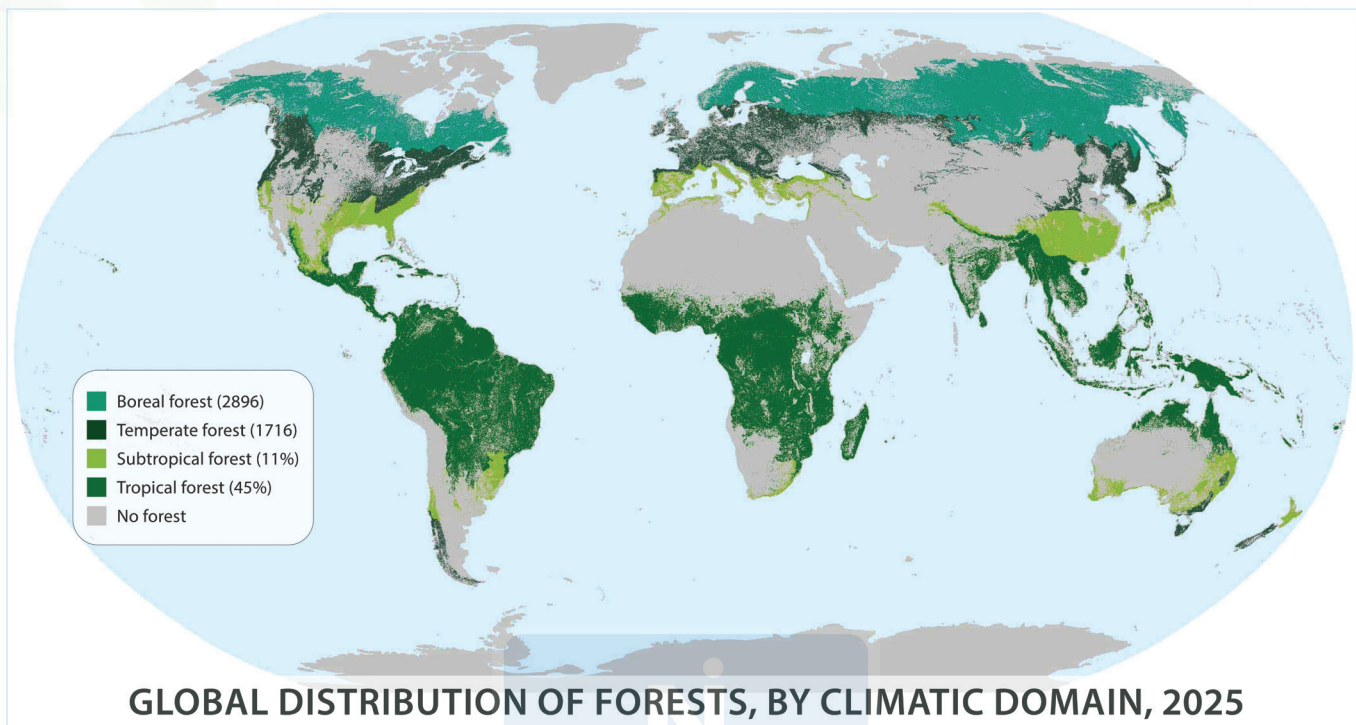 Boreal forest (2896)
Temperate forest (1716)
Subtropical forest (11%)
Tropical forest (45%)
No forest
GLOBAL DISTRIBUTION OF FORESTS, BY CLIMATIC DOMAIN, 2025